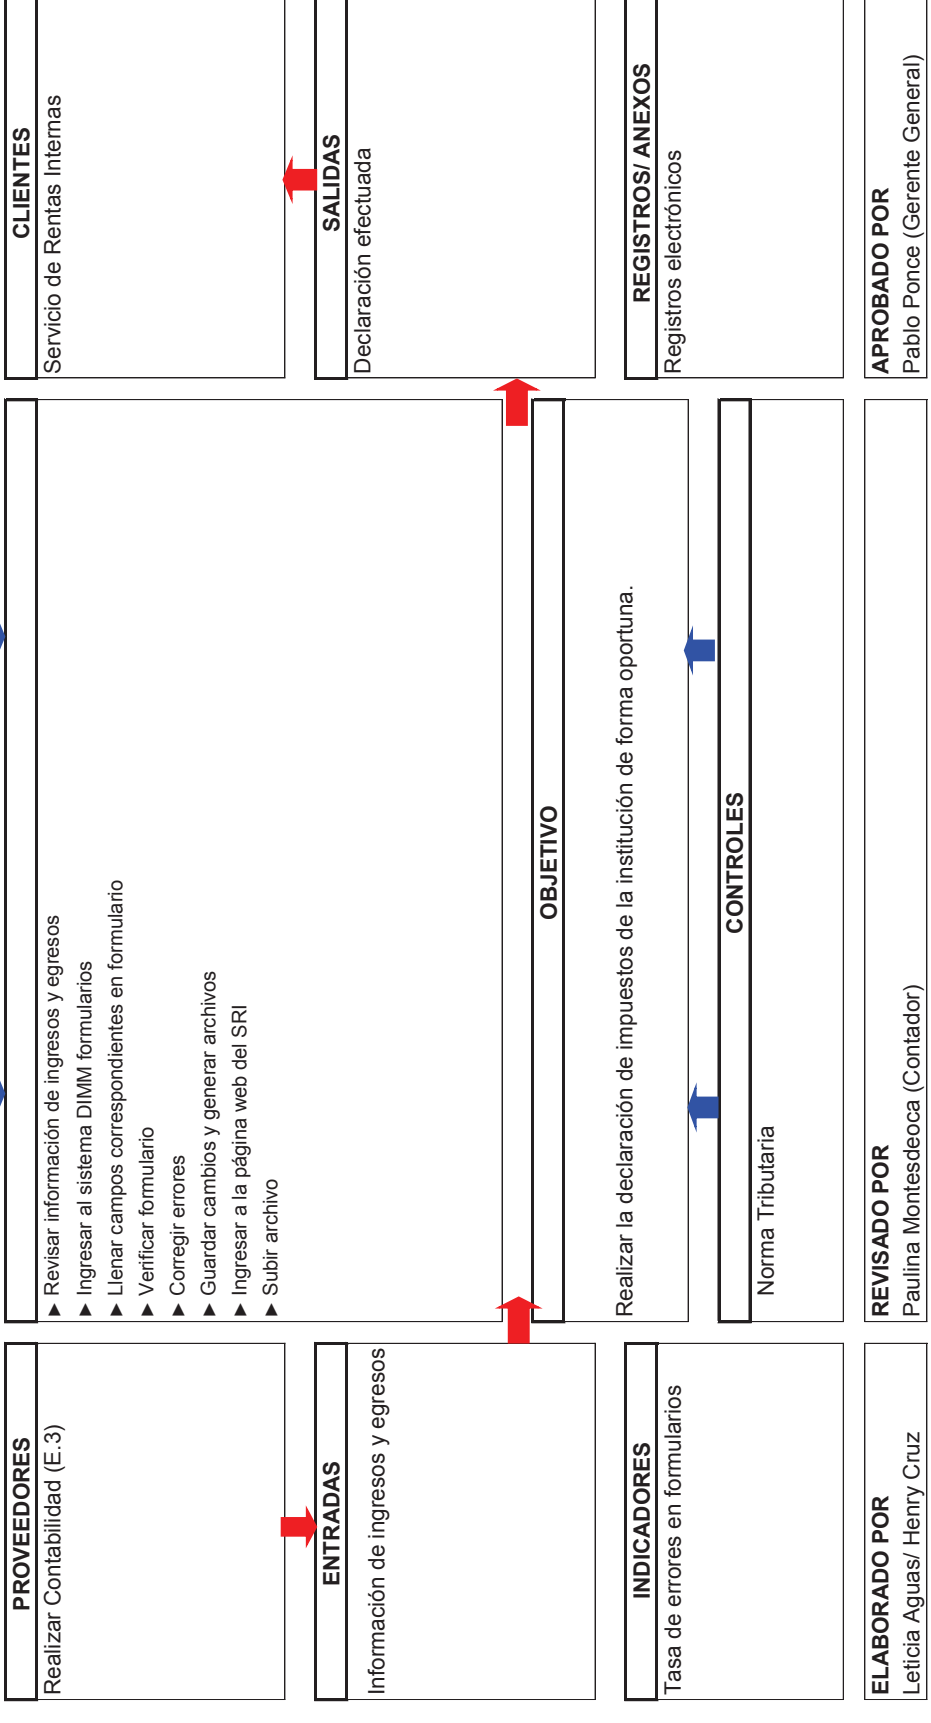 PROVEEDORES
Realizar Contabilidad (E.3)
ENTRADAS
Información de ingresos y egresos
INDICADORES
Tasa de errores en formularios
ELABORADO POR
Leticia Aguas/ Henry Cruz
► Revisar información de ingresos y egresos
► Ingresar al sistema DIMM formularios
► Llenar campos correspondientes en formulario
► Verificar formulario
► Corregir errores
► Guardar cambios y generar archivos
► Ingresar a la página web del SRI
► Subir archivo
OBJETIVO
Realizar la declaración de impuestos de la institución de forma oportuna.
CONTROLES
Norma Tributaria
REVISADO POR
Paulina Montesdeoca (Contador)
CLIENTES
Servicio de Rentas Internas
SALIDAS
Declaración efectuada
REGISTROS/ ANEXOS
Registros electrónicos
APROBADO POR
Pablo Ponce (Gerente General)